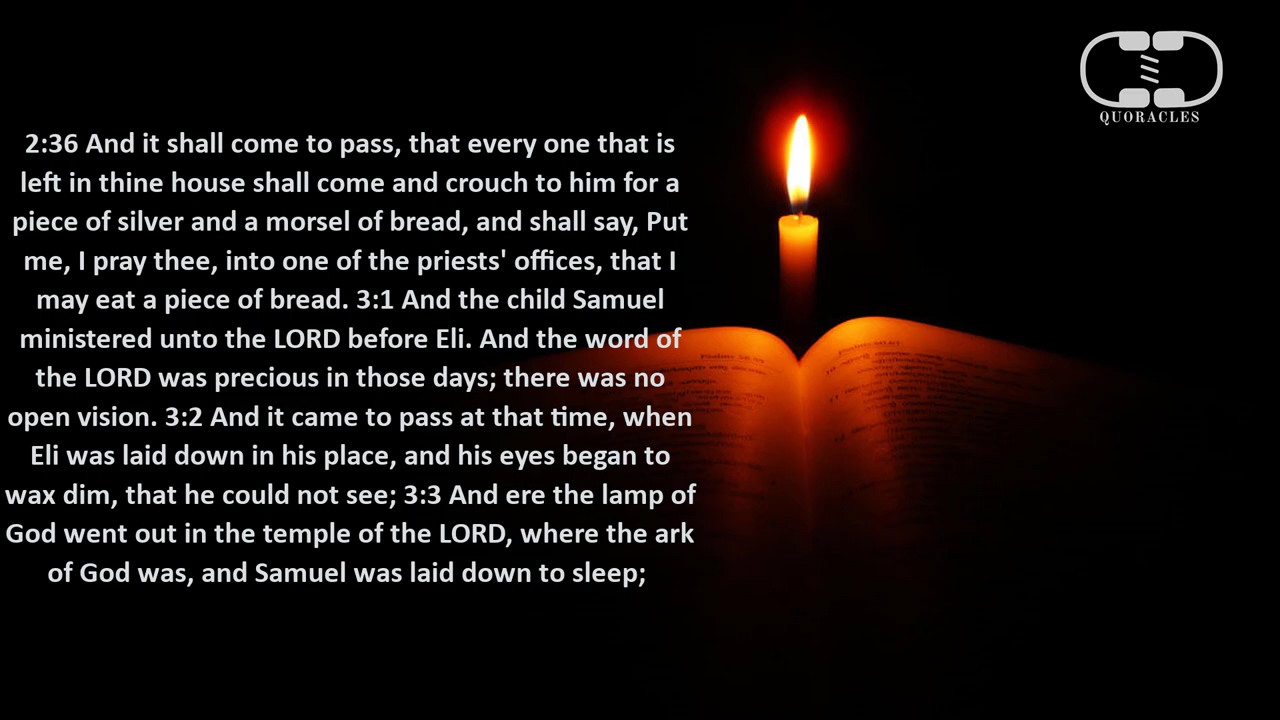 2:36 And it shall come to pass, that every one that is
left in thine house shall come and crouch to him for a
piece of silver and a morsel of bread, and shall say, Put
me, I pray thee, into one of the priests' offices, that I
may eat a piece of bread. 3:1 And the child Samuel
ministered unto the LORD before Eli. And the word of
the LORD was precious in those days; there was no
open vision. 3:2 And it came to pass at that time, when
Eli was laid down in his place, and his eyes began to
wax dim, that he could not see; 3:3 And ere the lamp of
God went out in the temple of the LORD, where the ark
of God was, and Samuel was laid down to sleep;
QUORACLES